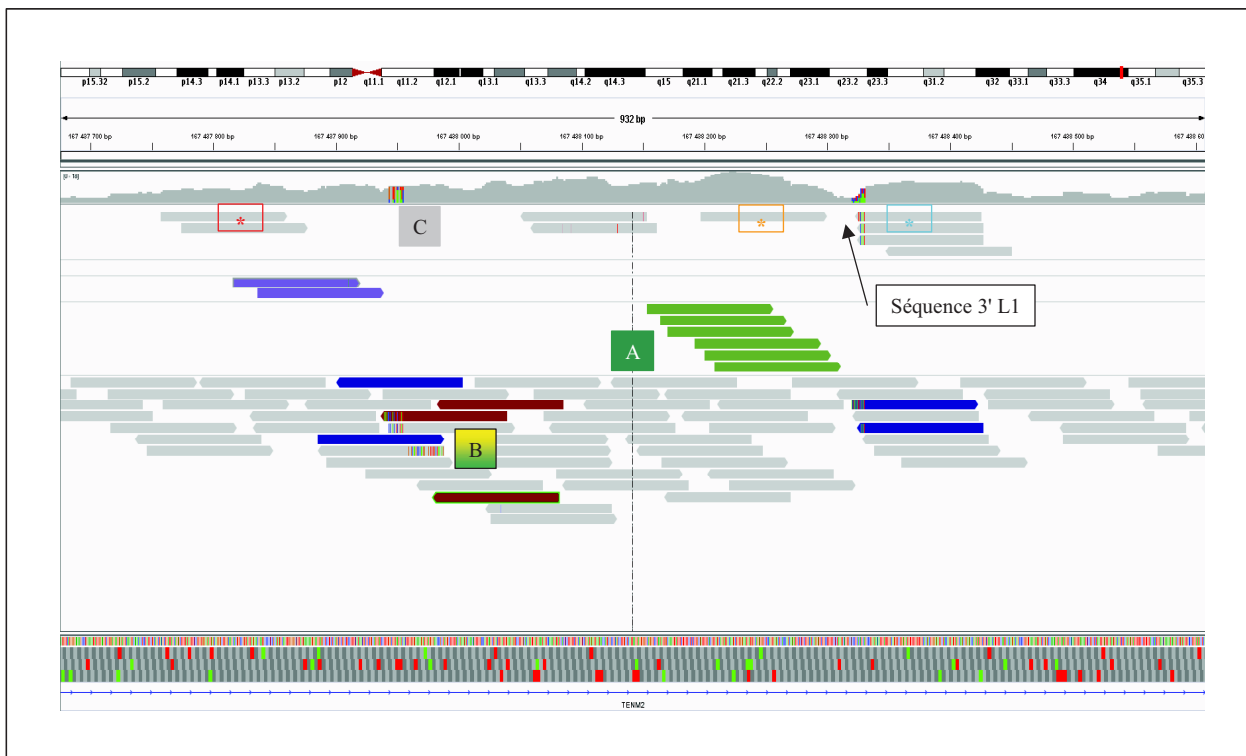 p15.32 p15.2 p14.3 p14.1 p13.3 p13.2 p12 q11.1 q11.2 q12.1 q13.1 q13.3 q14.2 q14.3 q15 q21.1 q21.3 q22.2 q23.1 q23.2 q23.3 q31.2 q32 q33.1 q33.3 q34 q35.1 q35.3
932 bp
167 487 700 bp 167 487 800 bp 167 487 900 bp 167 488 000 bp 167 488 100 bp 167 488 200 bp 167 488 300 bp 167 488 400 bp 167 488 500 bp 167 488 60
[0 - 18]
* C * *
Séquence 3' L1
A
B
TENM2